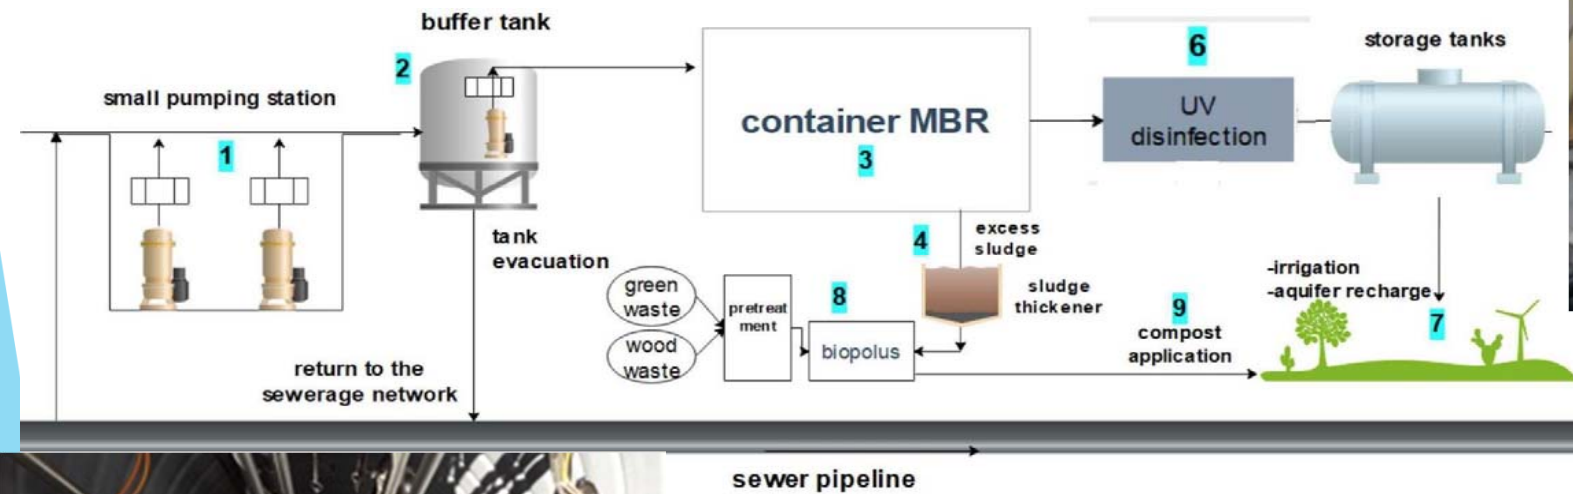 buffer tank
2
small pumping station
1
container MBR
3
6
UV
disinfection
storage tanks
tank
evacuation
4
excess
sludge
sludge
thickener
green
waste
wood
waste
pretreat
ment
8
biopolus
9
compost
application
-irrigation
-aquifer recharge
7
return to the
sewerage network
sewer pipeline